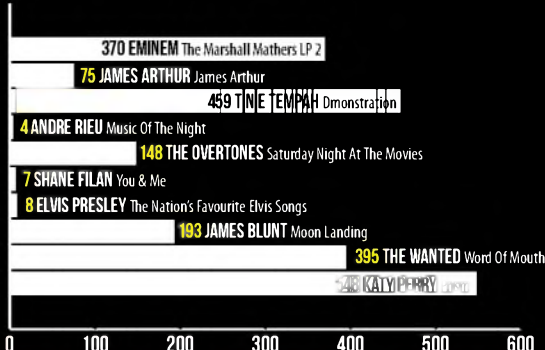 370 EMINEM The Marshall Mathers LP 2
75 JAMES ARTHUR James Arthur
459 TINIE TEMPAH Dmonstration
4 ANDRE RIEU Music Of The Night
148 THE OVERTONES Saturday Night At The Movies
7 SHANE FILAN You & Me
8 ELVIS PRESLEY The Nation's Favourite Elvis Songs
193 JAMES BLUNT Moon Landing
395 THE WANTED Word Of Mouth
KATY PERRY
0 100 200 300 400 500 600